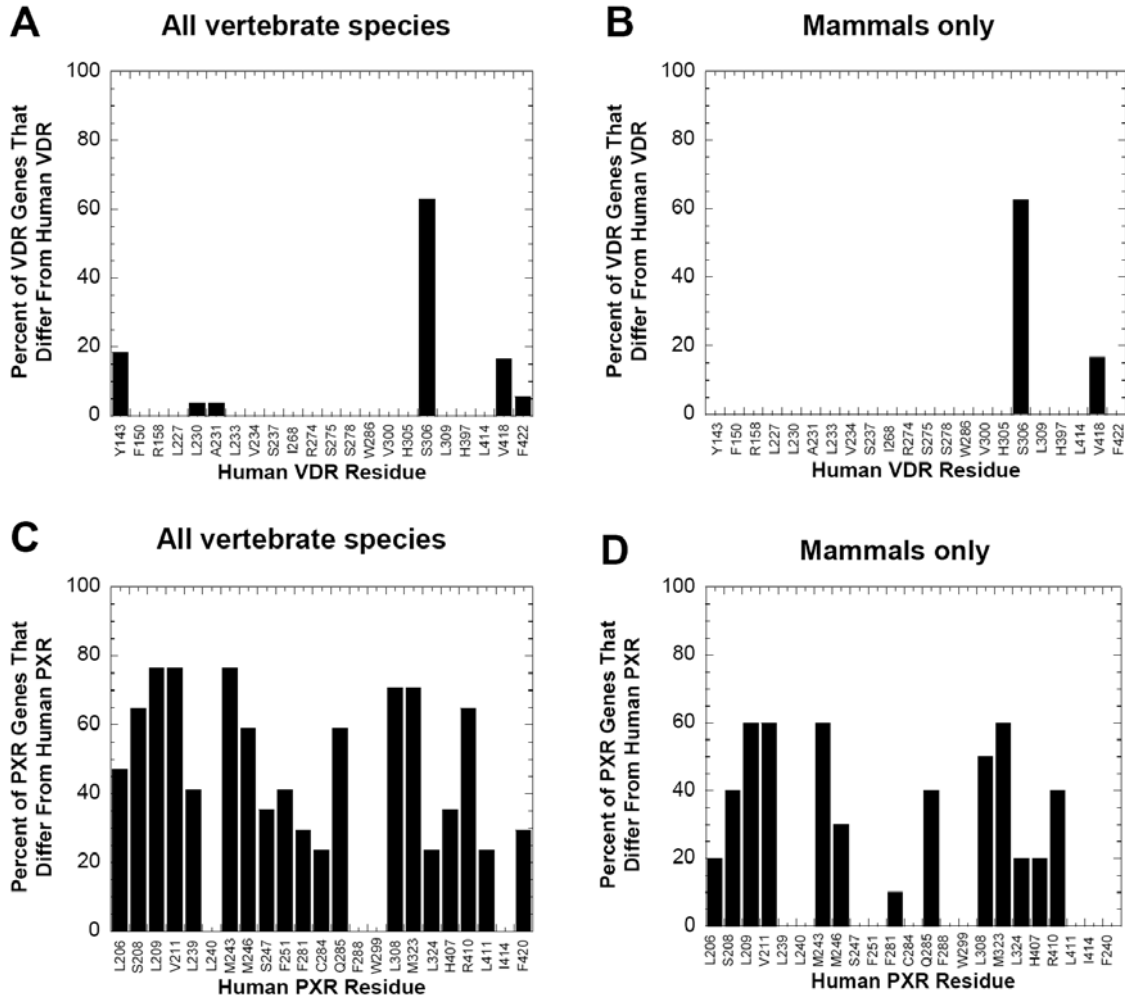 A
All vertebrate species
Percent of VDR Genes That
Differ From Human VDR
100
80
60
40
20
0
Y143
F150
R158
L227
L230
A231
L233
V234
S237
I268
R274
S275
S278
W286
V300
H305
S306
L309
H397
L414
V418
F422
Human VDR Residue
B
Mammals only
Percent of VDR Genes That
Differ From Human VDR
100
80
60
40
20
0
Y143
F150
R158
L227
L230
A231
L233
V234
S237
I268
R274
S275
S278
W286
V300
H305
S306
L309
H397
L414
V418
F422
Human VDR Residue
C
All vertebrate species
Percent of PXR Genes That
Differ From Human PXR
100
80
60
40
20
0
L206
S208
L209
V211
L239
L240
M243
M246
S247
F251
F281
C284
Q285
F288
W299
L308
M323
L324
H407
R410
L411
I414
F420
Human PXR Residue
D
Mammals only
Percent of PXR Genes That
Differ From Human PXR
100
80
60
40
20
0
L206
S208
L209
V211
L239
L240
M243
M246
S247
F251
F281
C284
Q285
F288
W299
L308
M323
L324
H407
R410
L411
I414
F240
Human PXR Residue